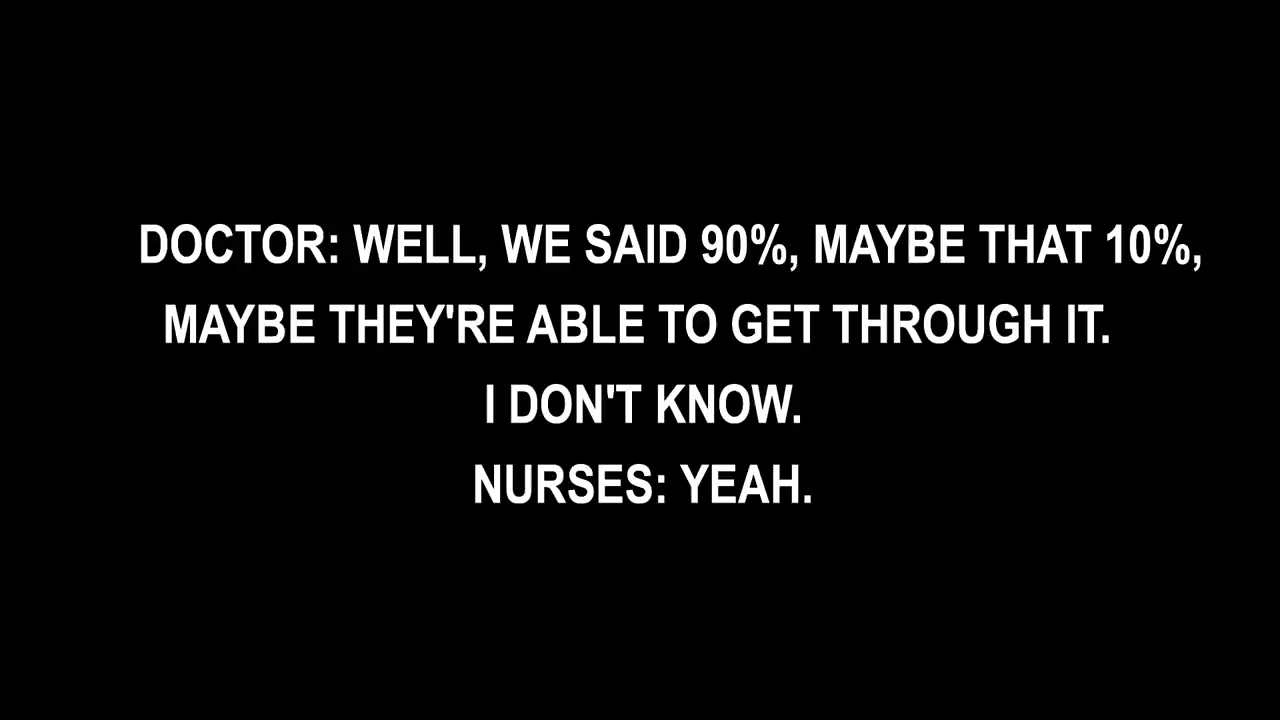 DOCTOR: WELL, WE SAID 90%, MAYBE THAT 10%,
MAYBE THEY'RE ABLE TO GET THROUGH IT.
I DON'T KNOW.
NURSES: YEAH.